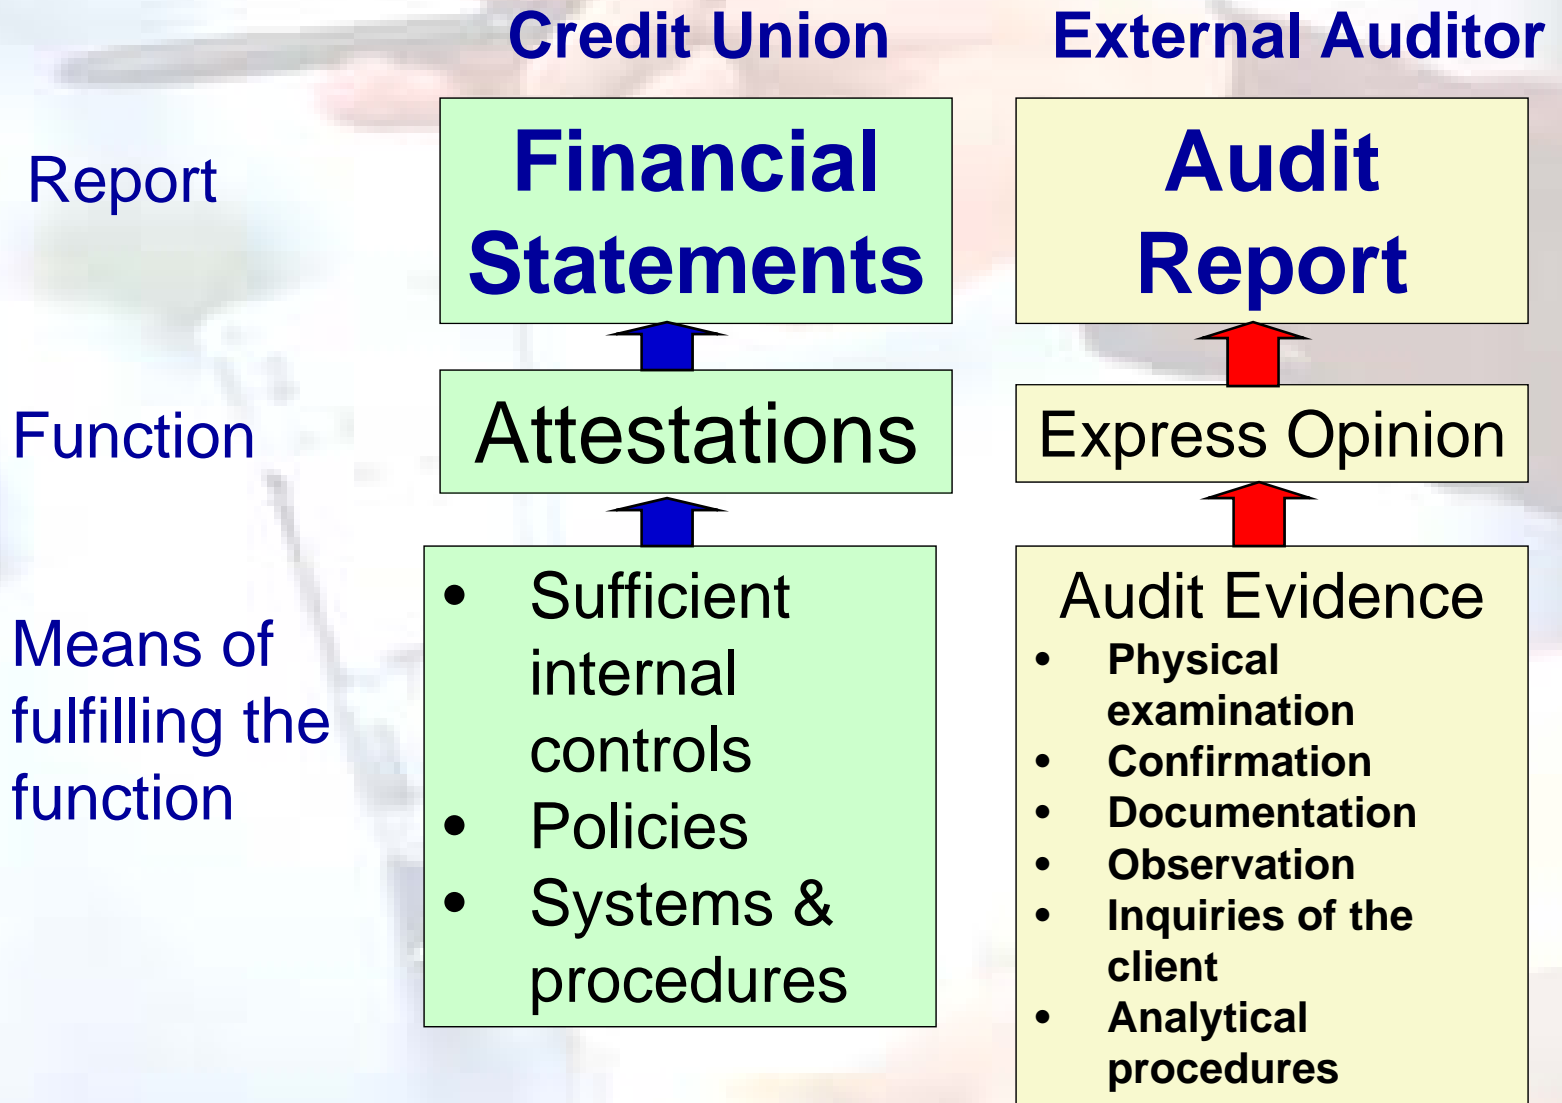 Credit Union
External Auditor
Report
Financial
Statements
Audit
Report
Function
Attestations
Express Opinion
Means of
fulfilling the
function
• Sufficient
internal
controls
• Policies
• Systems &
procedures
Audit Evidence
• Physical
examination
• Confirmation
• Documentation
• Observation
• Inquiries of the
client
• Analytical
procedures